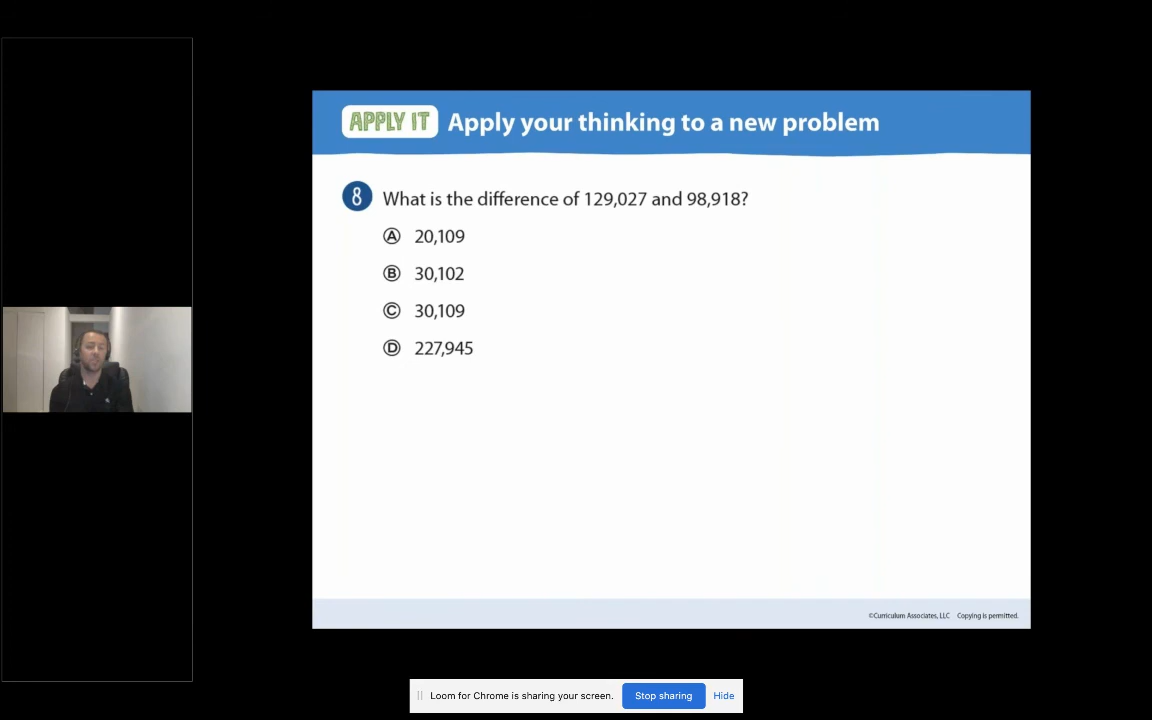 APPLY IT Apply your thinking to a new problem
8 What is the difference of 129,027 and 98,918?
A 20,109
B 30,102
C 30,109
D 227,945
©Curriculum Associates, LLC Copying is permitted.
Loom for Chrome is sharing your screen. Stop sharing Hide